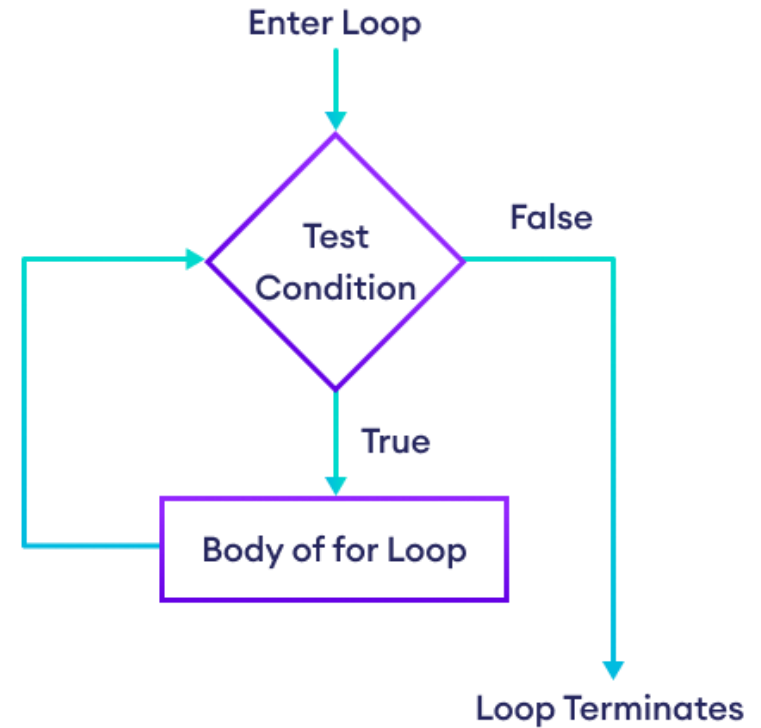 Enter Loop
Test
Condition
False
True
Body of for Loop
Loop Terminates